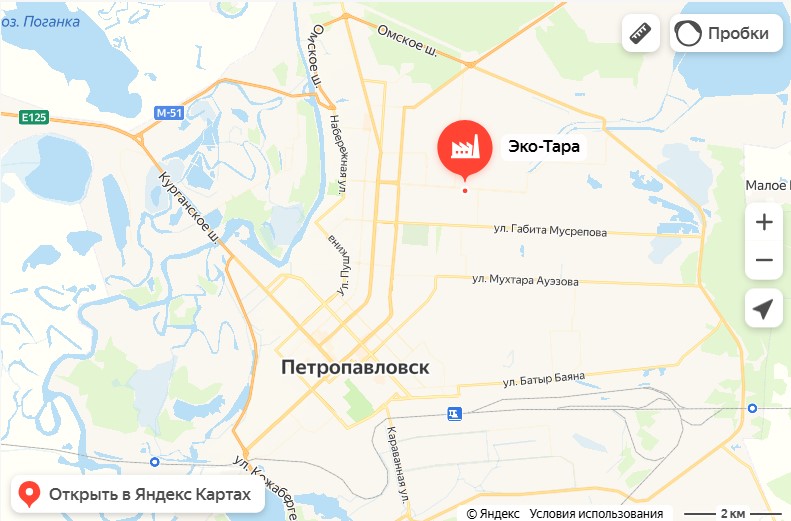 оз. Поганка
Омское ш.
Омское ш.
Пробки
E125
М-51
Набережная ул.
Эко-Тара
Курганское ш.
Малое
ул. Габита Мусрепова
ул. Пушкина
ул. Мухтара Ауэзова
Петропавловск
ул. Батыр Баяна
Караванная ул.
ул. Кожаберге
Открыть в Яндекс Картах
© Яндекс Условия использования 2 км